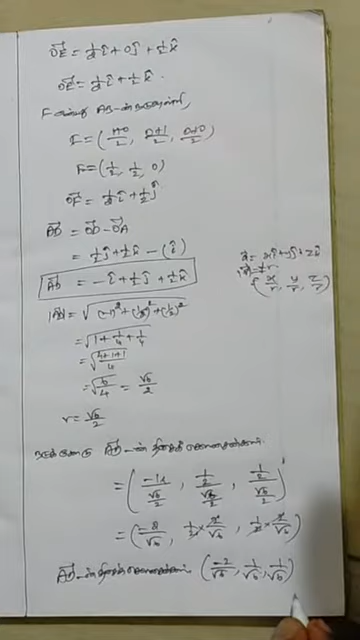 OE⃗ = ½î + 0ĵ + ½k̂
OE⃗ = ½î + ½k̂.
F என்பது AB-ன் நடுப்புள்ளி,
F = (1+0/2, 0+1/2, 0+0/2)
F = (½, ½, 0)
OF⃗ = ½î + ½ĵ
AD⃗ = OD⃗ - OA⃗
= ½ĵ + ½k̂ - (î)
AD⃗ = -î + ½ĵ + ½k̂
|AD⃗| = √((-1)² + (½)² + (½)²)
= √(1 + ¼ + ¼)
= √((4+1+1)/4)
= √(6/4) = √6/2
r = √6/2
நடுக்கோடு AD⃗-ன் திசைக் கொசைன்கள்
= (-1/(√6/2), ½/(√6/2), ½/(√6/2))
= (-2/√6, ½ × 2/√6, ½ × 2/√6)
AD⃗-ன் திசைக் கொசைன்கள் (-2/√6, 1/√6, 1/√6)
= xî + yĵ + zk̂
= r
(x/r, y/r, z/r)